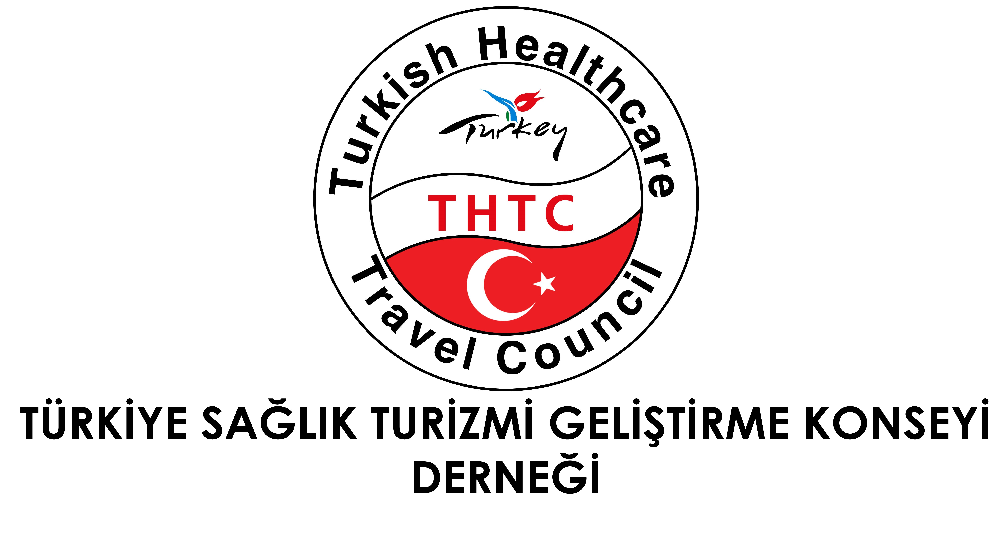 Turkish Healthcare
Turkey
THTC
Travel Council
TÜRKİYE SAĞLIK TURİZMİ GELİŞTİRME KONSEYİ
DERNEĞİ